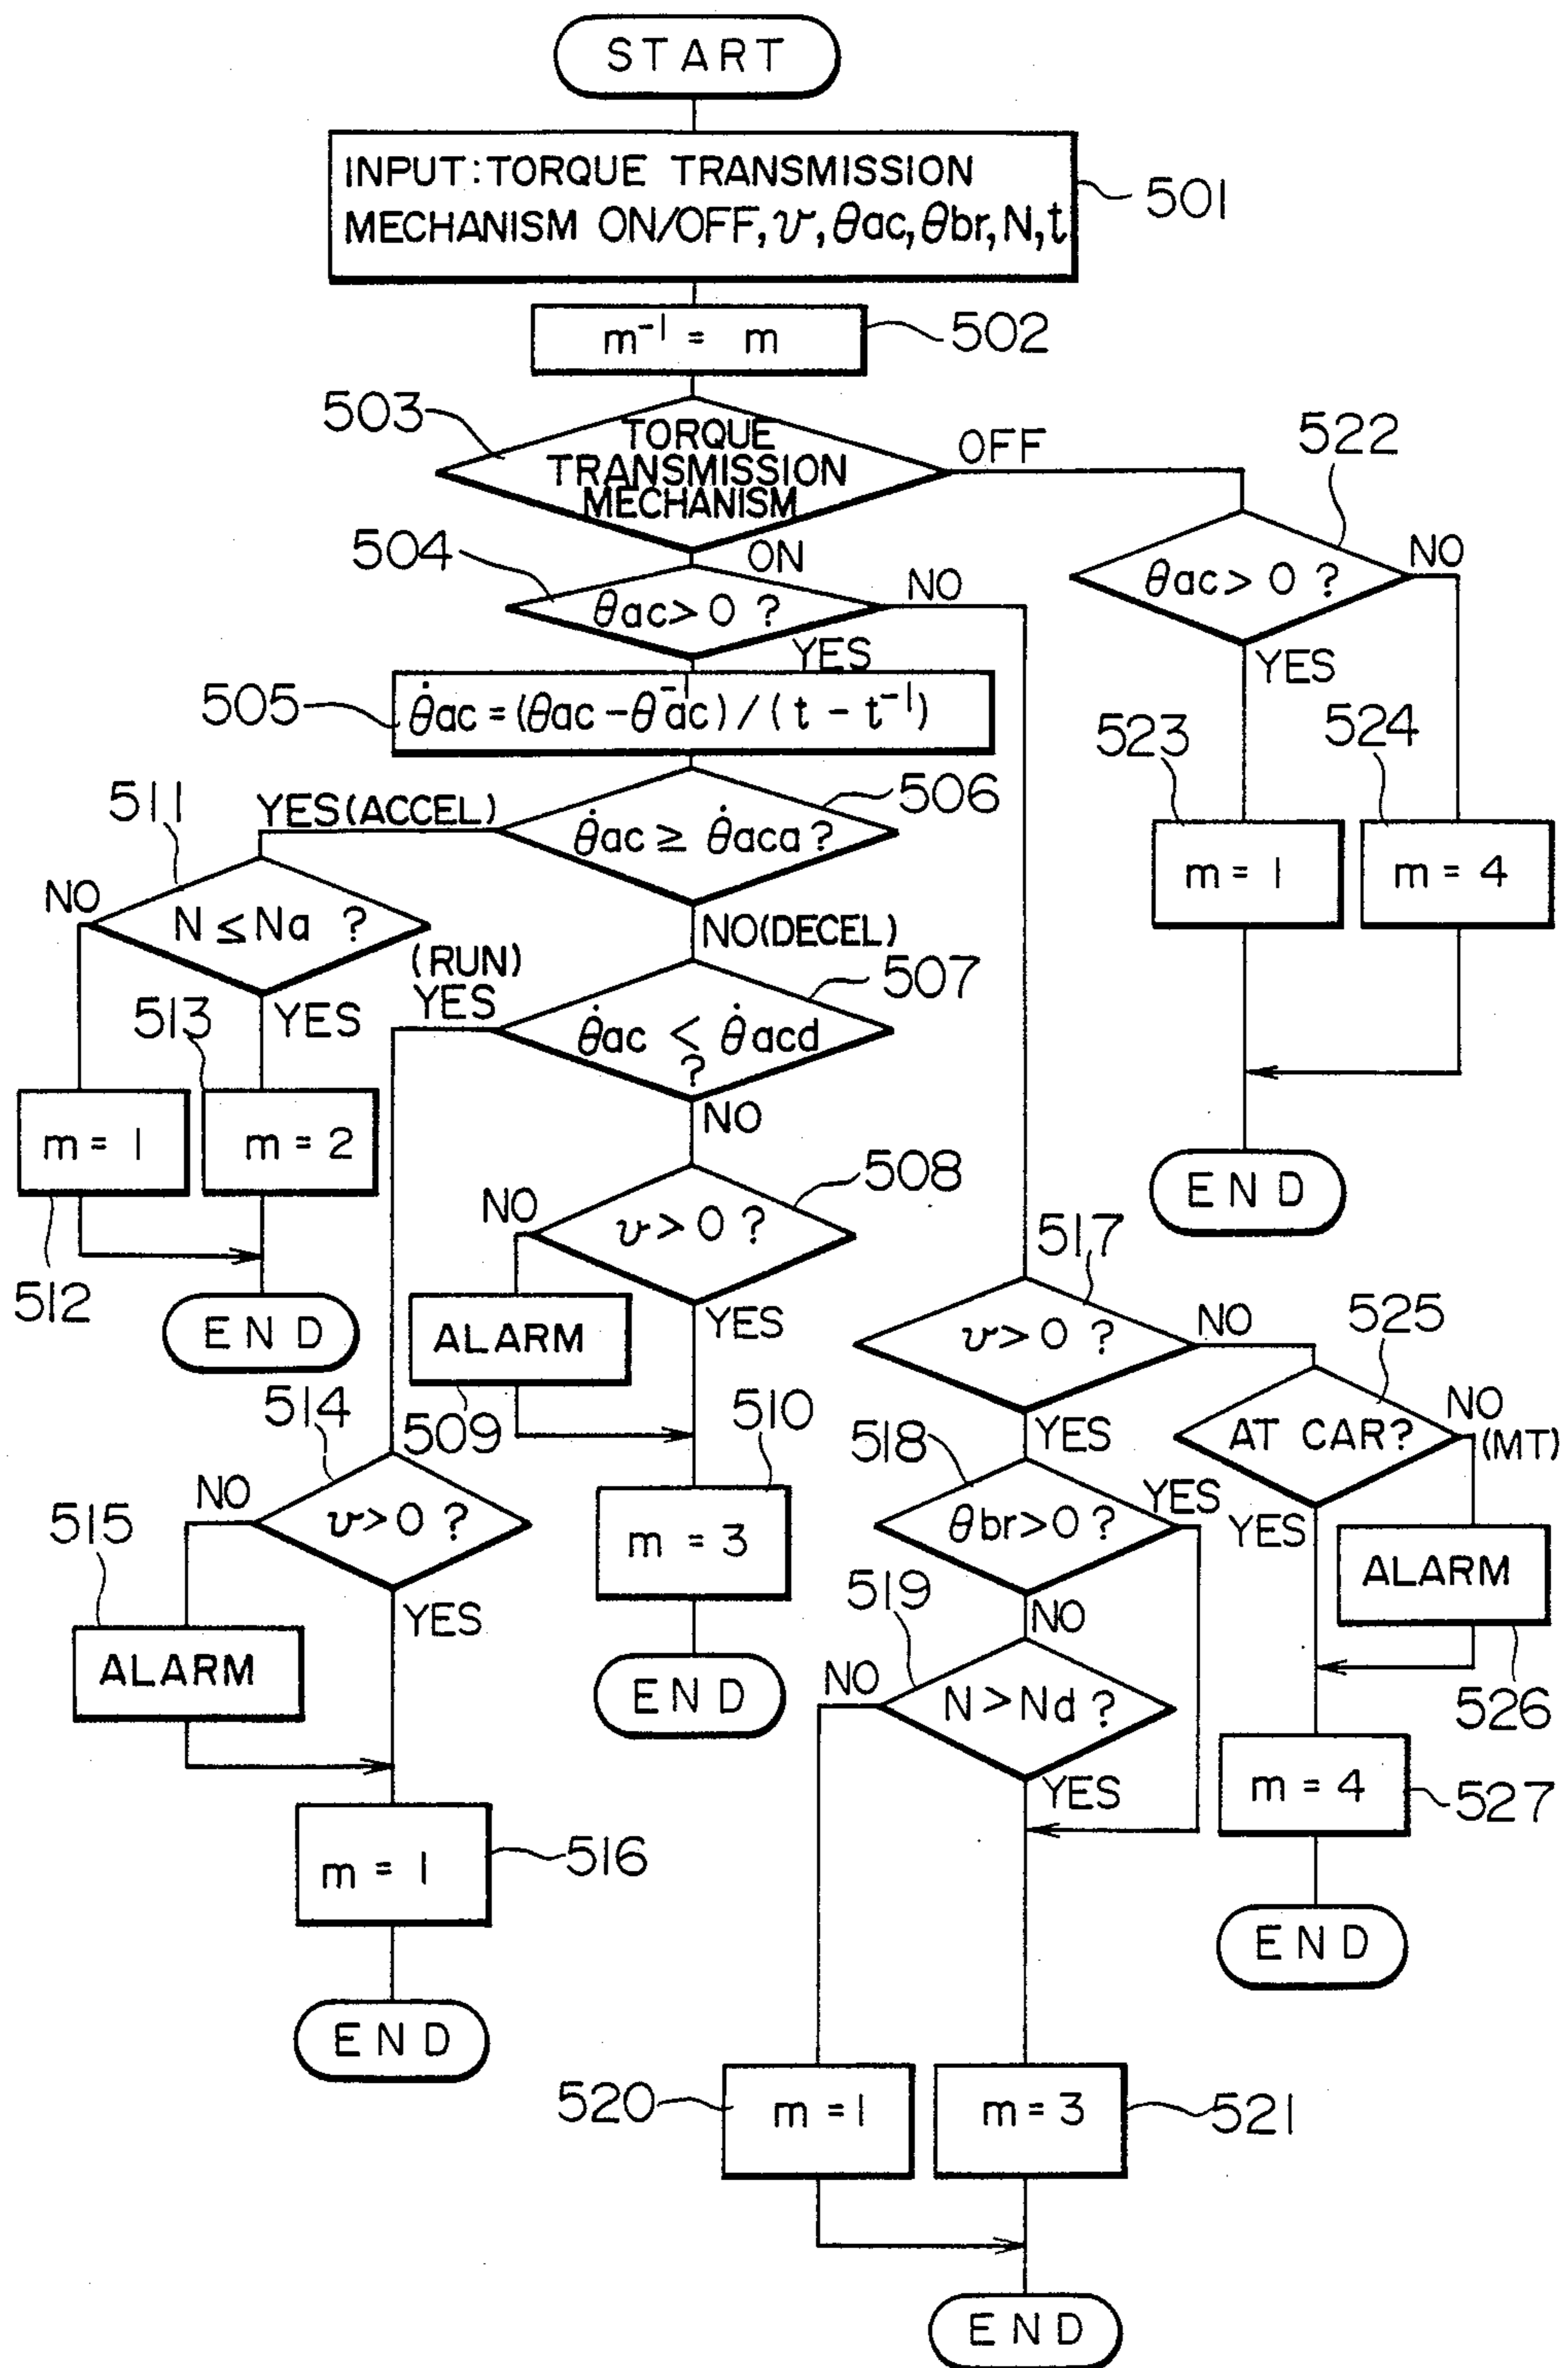 START
INPUT:TORQUE TRANSMISSION
MECHANISM ON/OFF, v, θac, θbr, N, t
501
m⁻¹ = m
502
503
TORQUE
TRANSMISSION
MECHANISM
OFF
ON
522
θac > 0 ?
NO
YES
504
θac > 0 ?
NO
YES
505
θ̇ac = (θac - θ⁻¹ac) / (t - t⁻¹)
523
m = 1
524
m = 4
END
506
θ̇ac ≥ θ̇aca ?
YES(ACCEL)
NO(DECEL)
511
N ≤ Na ?
NO
YES
513
m = 1
m = 2
512
END
507
(RUN)
YES
θ̇ac < θ̇acd
?
NO
508
v > 0 ?
NO
YES
ALARM
509
510
m = 3
END
514
v > 0 ?
NO
YES
515
ALARM
m = 1
516
END
517
v > 0 ?
NO
YES
525
AT CAR?
NO
(MT)
YES
ALARM
526
m = 4
527
END
518
θbr > 0 ?
YES
NO
519
N > Nd ?
NO
YES
520
m = 1
m = 3
521
END